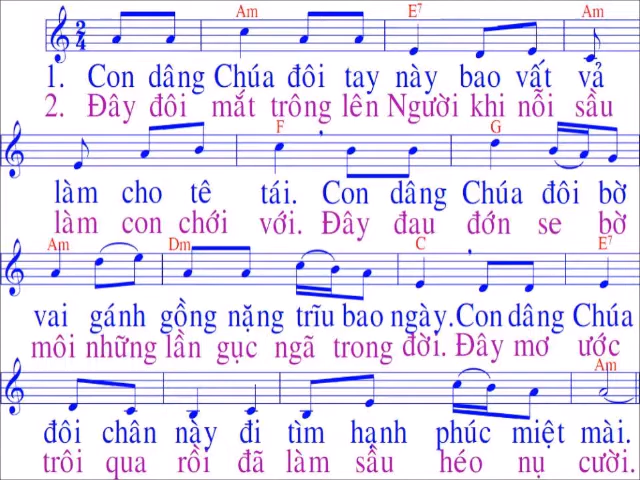 Am E7 Am
2 4
1. Con dâng Chúa đôi tay này bao vất vả
2. Đây đôi mắt trông lên Người khi nỗi sầu
F G
làm cho tê tái. Con dâng Chúa đôi bờ
làm con chới với. Đây đau đớn se bờ
Am Dm C E7
vai gánh gồng nặng trĩu bao ngày. Con dâng Chúa
môi những lần gục ngã trong đời. Đây mơ ước
Am
đôi chân này đi tìm hạnh phúc miệt mài.
trôi qua rồi đã làm sầu héo nụ cười.